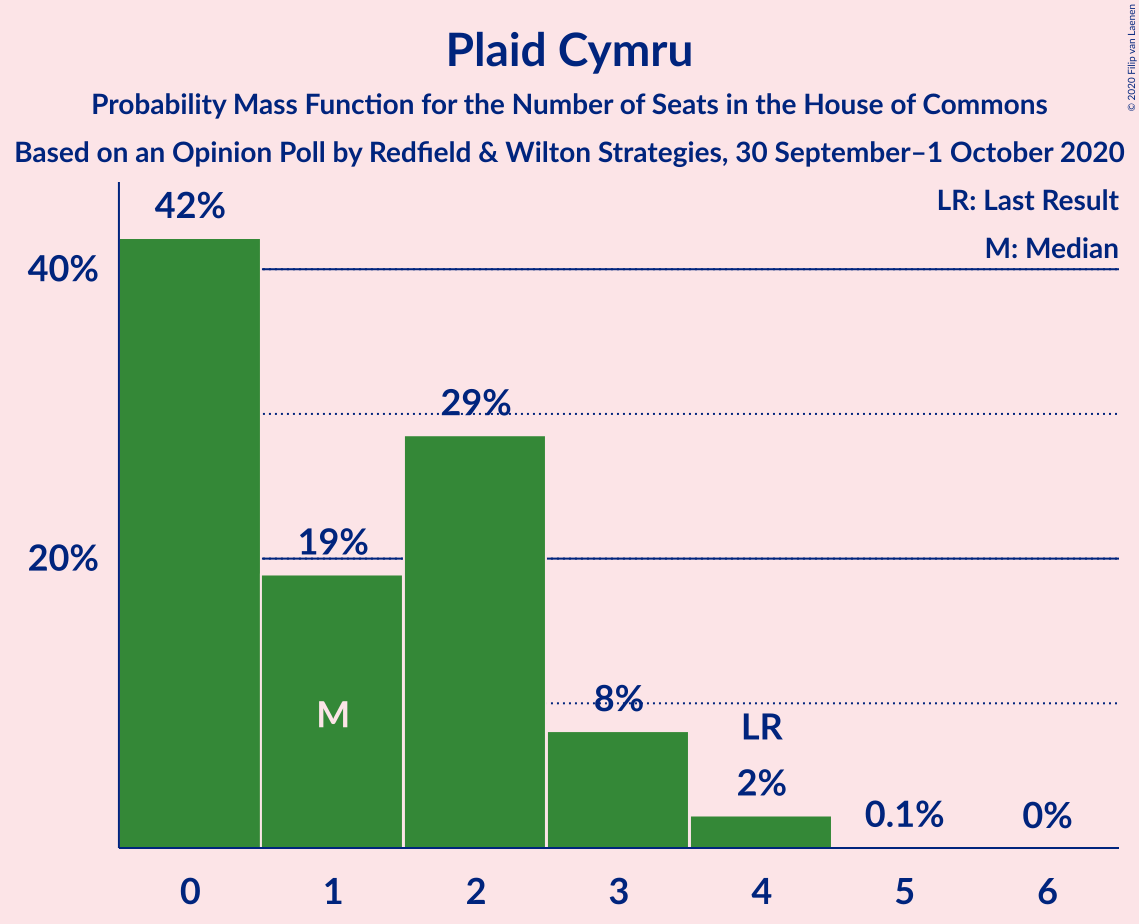 Plaid Cymru
Probability Mass Function for the Number of Seats in the House of Commons
Based on an Opinion Poll by Redfield & Wilton Strategies, 30 September–1 October 2020
© 2020 Filip van Laenen
LR: Last Result
M: Median
42%
40%
29%
19%
20%
M
8%
LR
2%
0.1%
0%
0 1 2 3 4 5 6